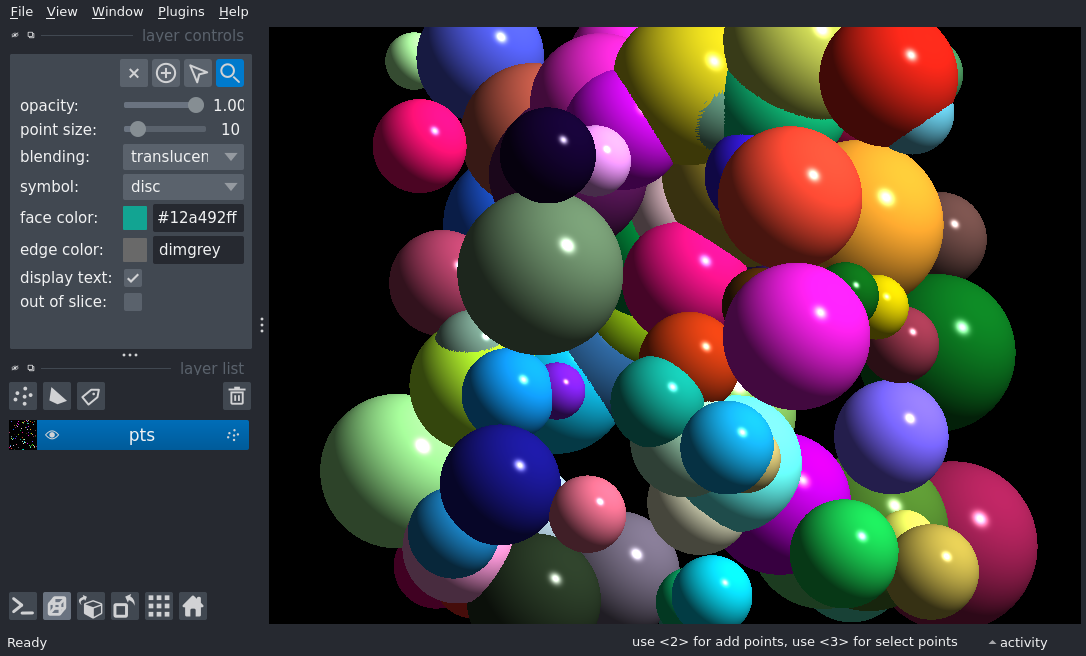 File View Window Plugins Help
layer controls
opacity: 1.00
point size: 10
blending: translucen
symbol: disc
face color: #12a492ff
edge color: dimgrey
display text:
out of slice:
layer list
pts
Ready
use <2> for add points, use <3> for select points
activity